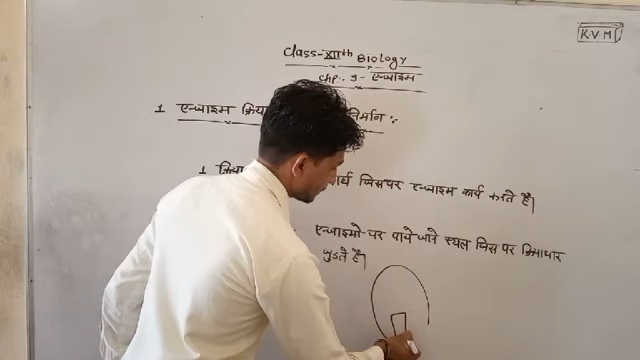 K.V.M
Class-XIIth Biology
Chp:. 9- एन्जाइम
1 एन्जाइम क्रिया र्माण :-
1 क्रिया र्थ जिसपर एन्जाइम कार्य करते है।
एन्जाइमो पर पाये जाने स्थल जिस पर क्रियाधार
जुडते है।